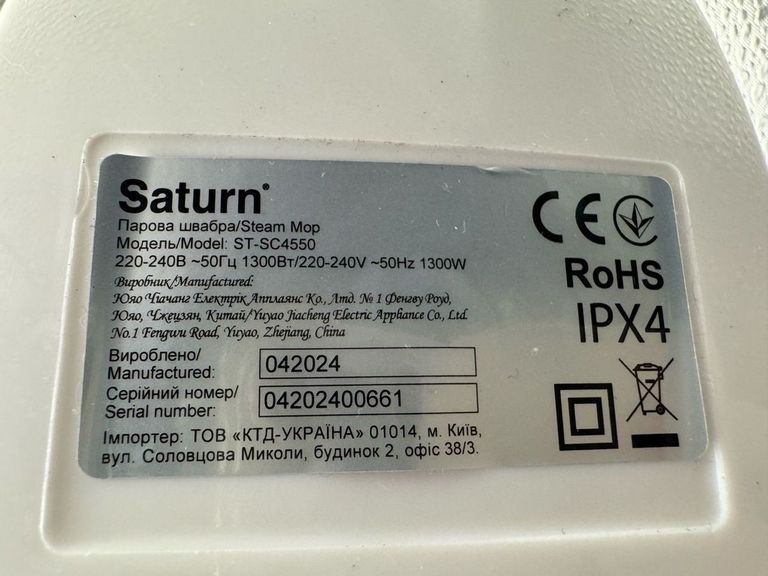 Saturn®
Парова швабра/Steam Mop
Модель/Model: ST-SC4550
220-240В ~50Гц 1300Вт/220-240V ~50Hz 1300W
Виробник/Manufactured:
Юяо Чіачанг Електрік Апплаянс Ко., Лтд. № 1 Фенгву Роуд,
Юяо, Чжецзян, Китай/Yuyao Jiacheng Electric Appliance Co., Ltd.
No.1 Fengwu Road, Yuyao, Zhejiang, China
Вироблено/
Manufactured: 042024
Серійний номер/
Serial number: 04202400661
Імпортер: ТОВ «КТД-УКРАЇНА» 01014, м. Київ,
вул. Соловцова Миколи, будинок 2, офіс 38/3.
CE
RoHS
IPX4